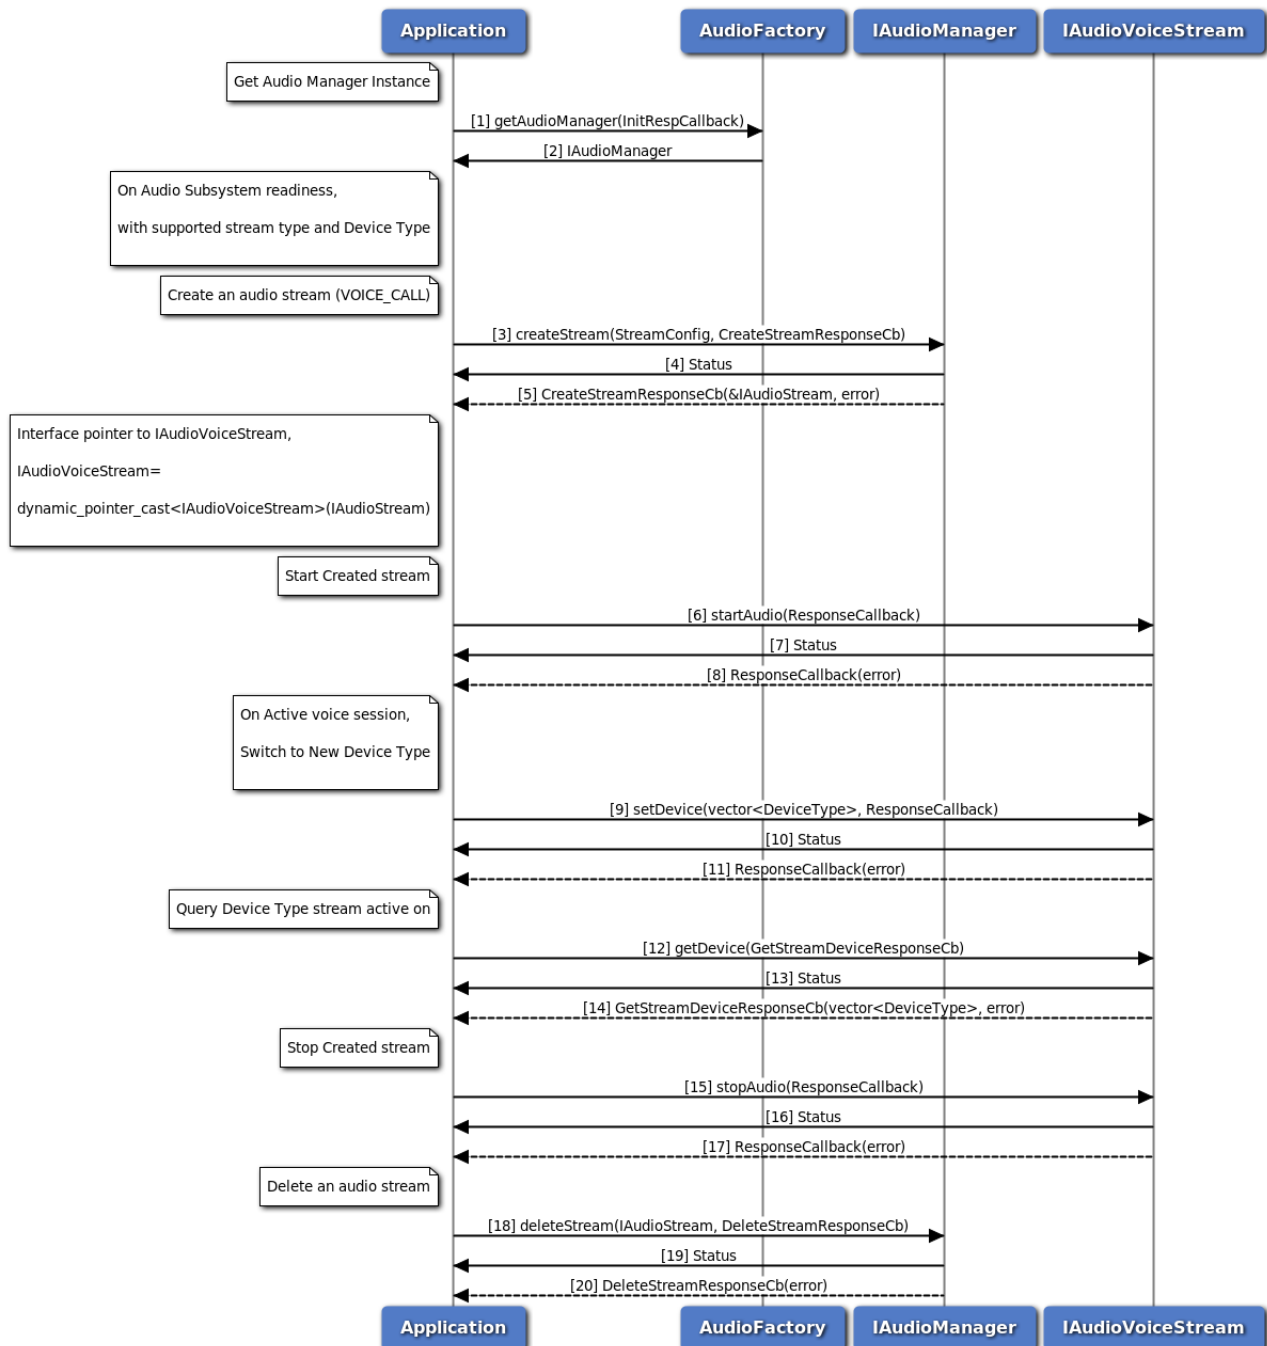 Application
AudioFactory
IAudioManager
IAudioVoiceStream
Get Audio Manager Instance
[1] getAudioManager(InitRespCallback)
[2] IAudioManager
On Audio Subsystem readiness,
with supported stream type and Device Type
Create an audio stream (VOICE_CALL)
[3] createStream(StreamConfig, CreateStreamResponseCb)
[4] Status
[5] CreateStreamResponseCb(&IAudioStream, error)
Interface pointer to IAudioVoiceStream,
IAudioVoiceStream=
dynamic_pointer_cast<IAudioVoiceStream>(IAudioStream)
Start Created stream
[6] startAudio(ResponseCallback)
[7] Status
[8] ResponseCallback(error)
On Active voice session,
Switch to New Device Type
[9] setDevice(vector<DeviceType>, ResponseCallback)
[10] Status
[11] ResponseCallback(error)
Query Device Type stream active on
[12] getDevice(GetStreamDeviceResponseCb)
[13] Status
[14] GetStreamDeviceResponseCb(vector<DeviceType>, error)
Stop Created stream
[15] stopAudio(ResponseCallback)
[16] Status
[17] ResponseCallback(error)
Delete an audio stream
[18] deleteStream(IAudioStream, DeleteStreamResponseCb)
[19] Status
[20] DeleteStreamResponseCb(error)
Application
AudioFactory
IAudioManager
IAudioVoiceStream